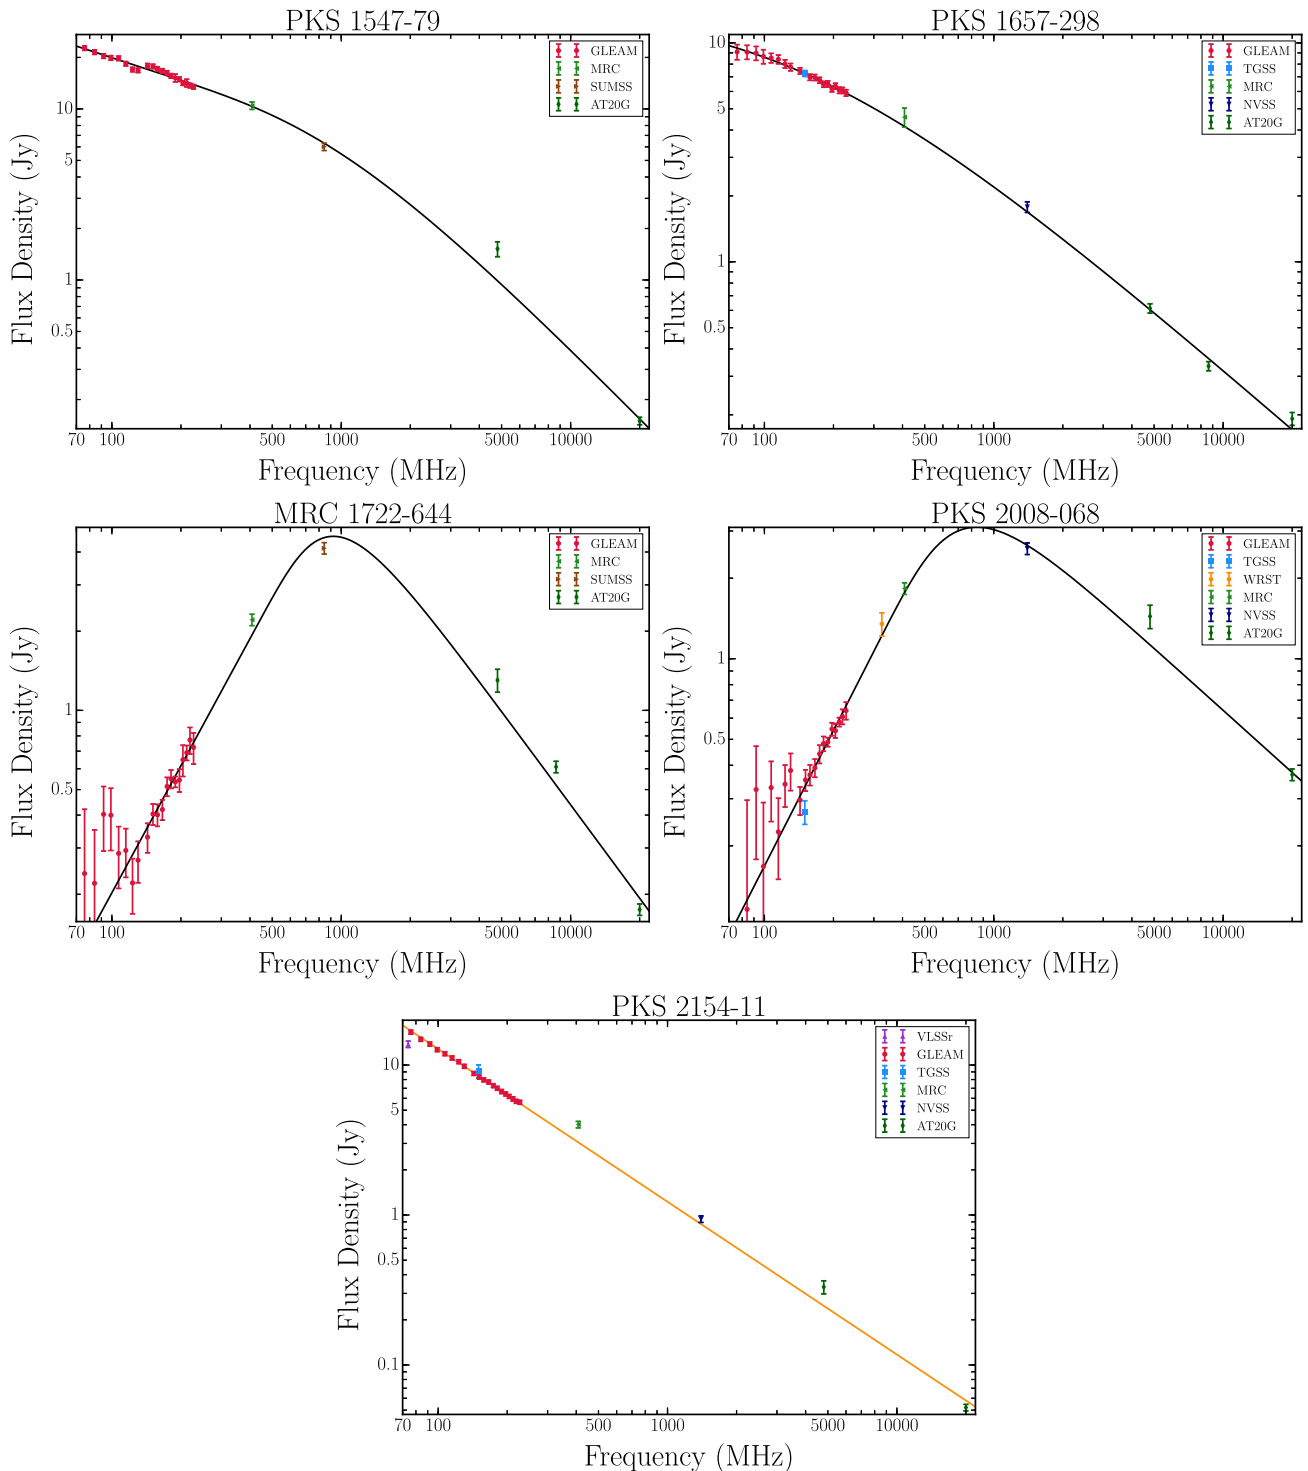 PKS 1547-79
Flux Density (Jy)
10
5
1
0.5
GLEAM
MRC
SUMSS
AT20G
70 100 500 1000 5000 10000
Frequency (MHz)
PKS 1657-298
Flux Density (Jy)
10
5
1
0.5
GLEAM
TGSS
MRC
NVSS
AT20G
70 100 500 1000 5000 10000
Frequency (MHz)
MRC 1722-644
Flux Density (Jy)
1
0.5
GLEAM
MRC
SUMSS
AT20G
70 100 500 1000 5000 10000
Frequency (MHz)
PKS 2008-068
Flux Density (Jy)
1
0.5
GLEAM
TGSS
WRST
MRC
NVSS
AT20G
70 100 500 1000 5000 10000
Frequency (MHz)
PKS 2154-11
Flux Density (Jy)
10
5
1
0.5
0.1
VLSSr
GLEAM
TGSS
MRC
NVSS
AT20G
70 100 500 1000 5000 10000
Frequency (MHz)